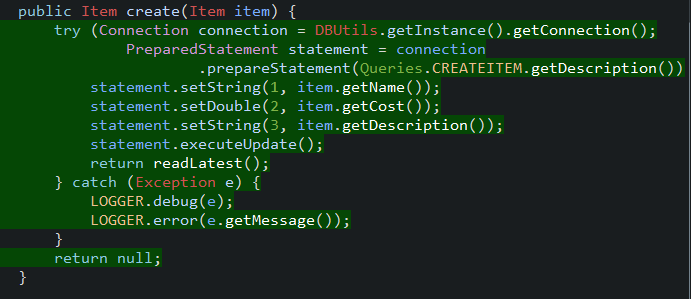 public Item create(Item item) {
    try (Connection connection = DBUtils.getInstance().getConnection();
            PreparedStatement statement = connection
                    .prepareStatement(Queries.CREATEITEM.getDescription())
        statement.setString(1, item.getName());
        statement.setDouble(2, item.getCost());
        statement.setString(3, item.getDescription());
        statement.executeUpdate();
        return readLatest();
    } catch (Exception e) {
        LOGGER.debug(e);
        LOGGER.error(e.getMessage());
    }
    return null;
}